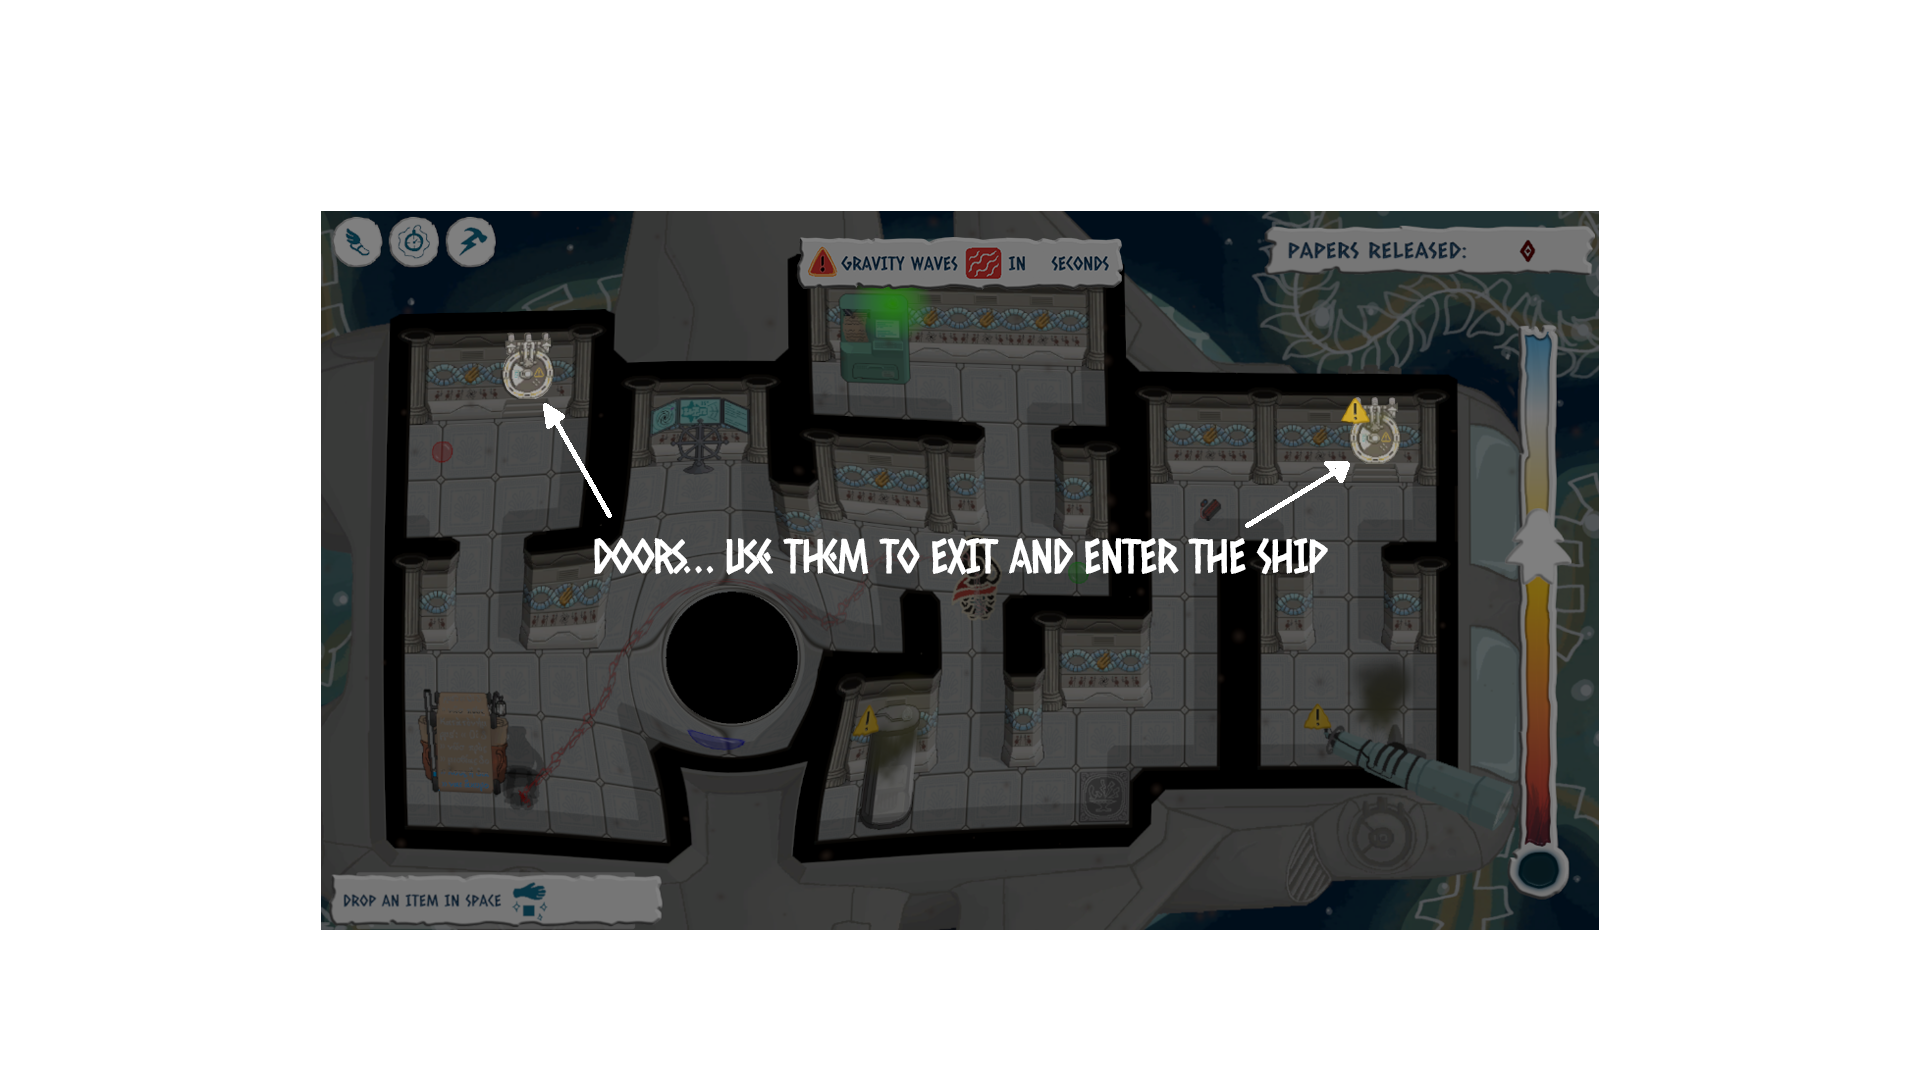 GRAVITY WAVES IN SECONDS
PAPERS RELEASED:
DOORS... USE THEM TO EXIT AND ENTER THE SHIP
DROP AN ITEM IN SPACE